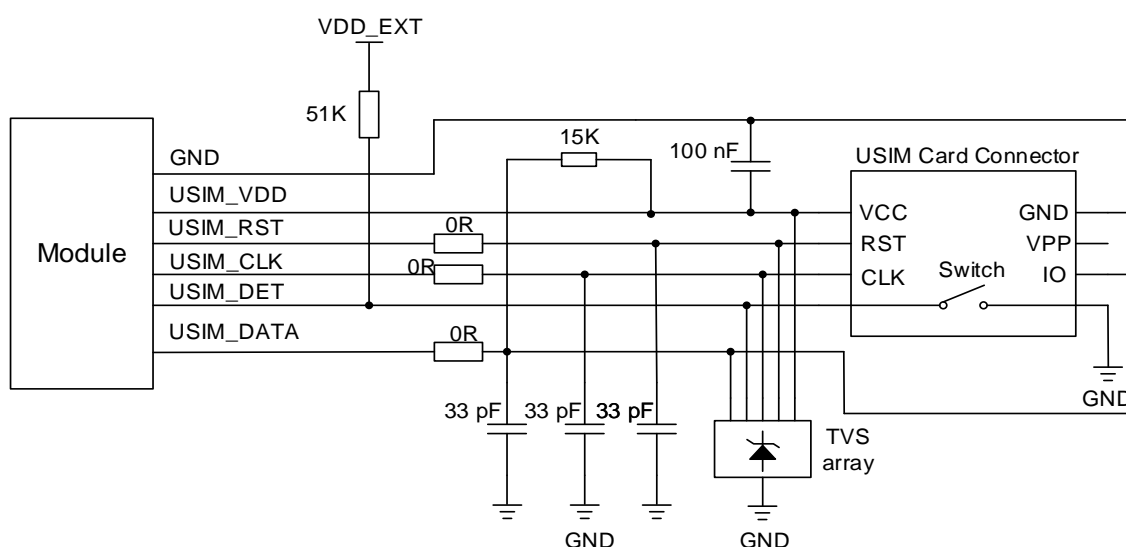 VDD_EXT
51K
15K
100 nF
USIM Card Connector
GND
USIM_VDD
VCC
GND
USIM_RST
0R
RST
VPP
Module
USIM_CLK
0R
CLK
Switch
IO
USIM_DET
USIM_DATA
0R
GND
33 pF
33 pF
33 pF
TVS
array
GND
GND